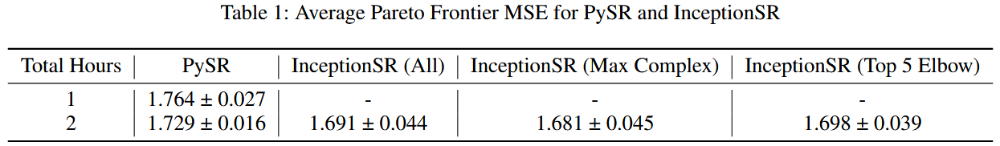 Table 1: Average Pareto Frontier MSE for PySR and InceptionSR
Total Hours PySR InceptionSR (All) InceptionSR (Max Complex) InceptionSR (Top 5 Elbow)
1 1.764 ± 0.027 - - -
2 1.729 ± 0.016 1.691 ± 0.044 1.681 ± 0.045 1.698 ± 0.039